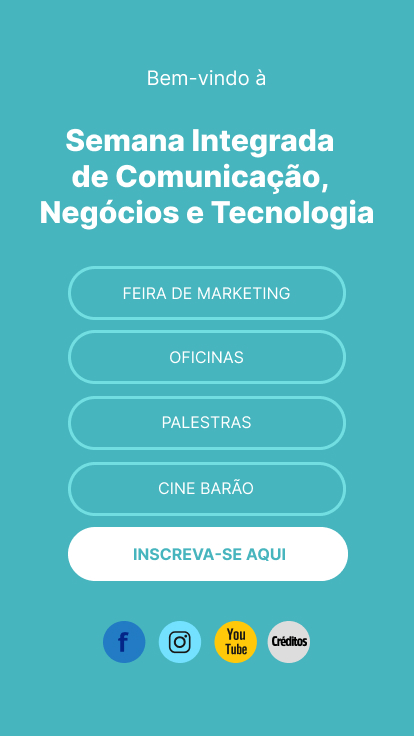 Bem-vindo à
Semana Integrada
de Comunicação,
Negócios e Tecnologia
FEIRA DE MARKETING
OFICINAS
PALESTRAS
CINE BARÃO
INSCREVA-SE AQUI
f
You
Tube
Créditos